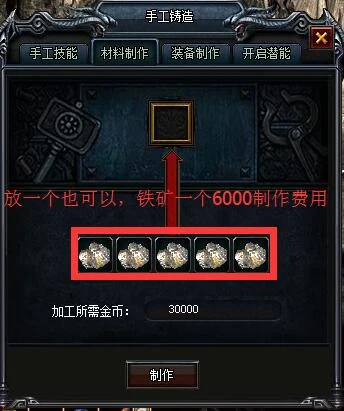 手工铸造
手工技能 材料制作 装备制作 开启潜能
放一个也可以，铁矿一个6000制作费用
加工所需金币： 30000
制作